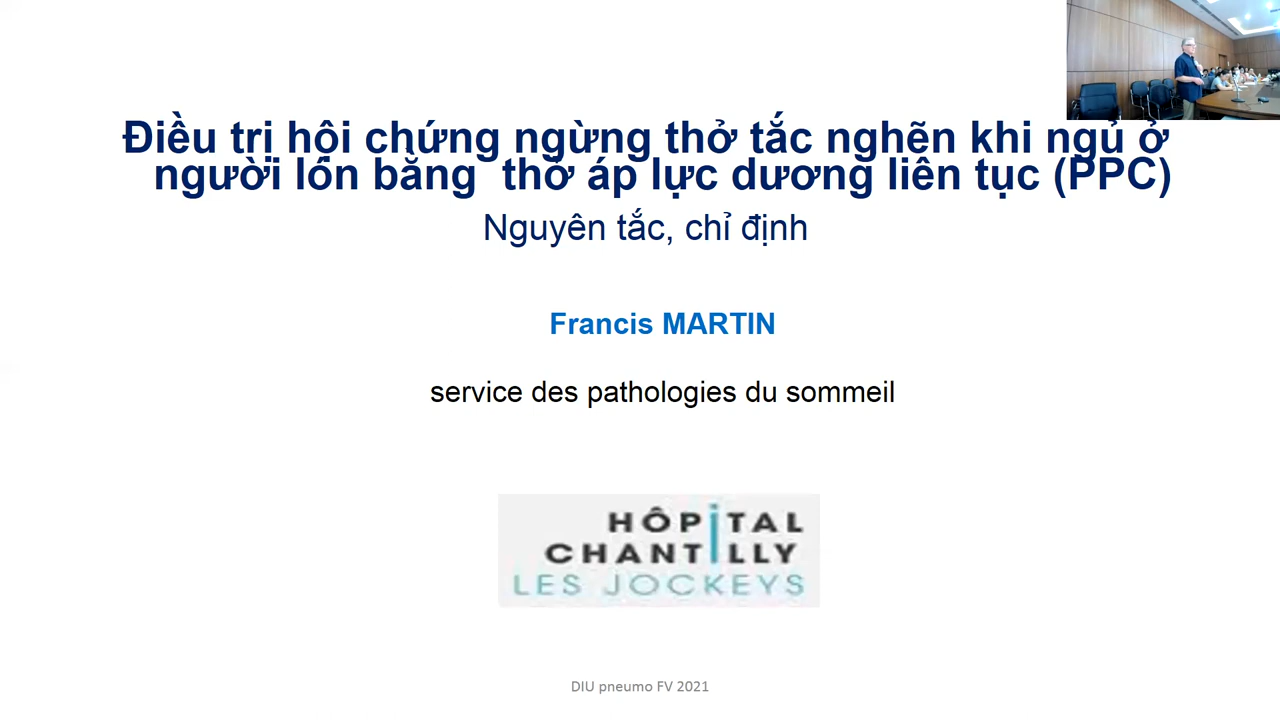 Điều trị hội chứng ngừng thở tắc nghẽn khi ngủ ở
người lớn bằng thở áp lực dương liên tục (PPC)
Nguyên tắc, chỉ định
Francis MARTIN
service des pathologies du sommeil
HÔPITAL
CHANTILLY
LES JOCKEYS
DIU pneumo FV 2021